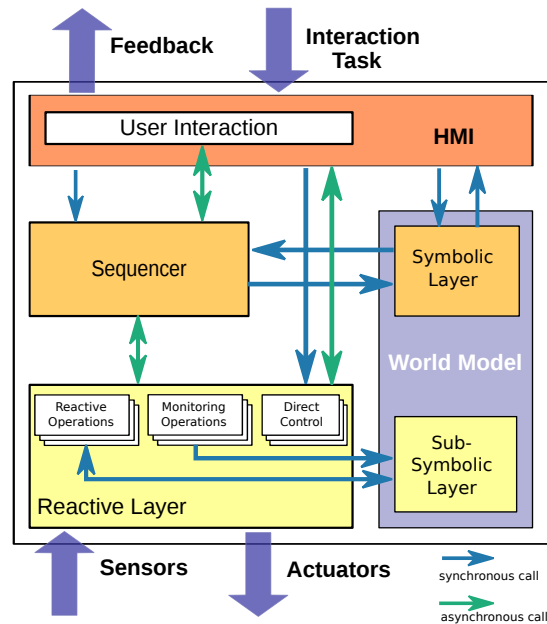 Feedback
Interaction
Task
User Interaction
HMI
Sequencer
Symbolic
Layer
World Model
Reactive
Operations
Monitoring
Operations
Direct
Control
Sub-
Symbolic
Layer
Reactive Layer
Sensors
Actuators
synchronous call
asynchronous call